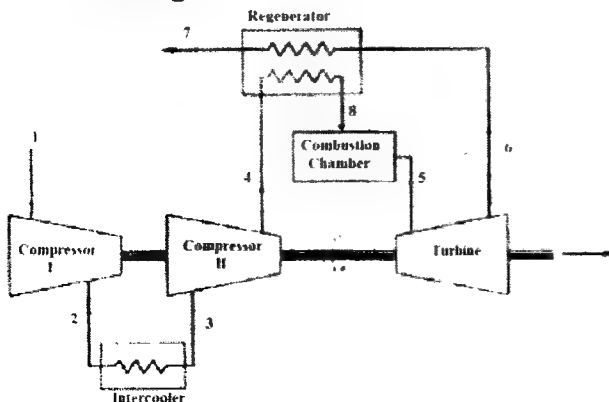 Regenerator
7
8
1
Combustion
Chamber
4
5
6
Compressor
I
Compressor
II
Turbine
2
3
Intercooler